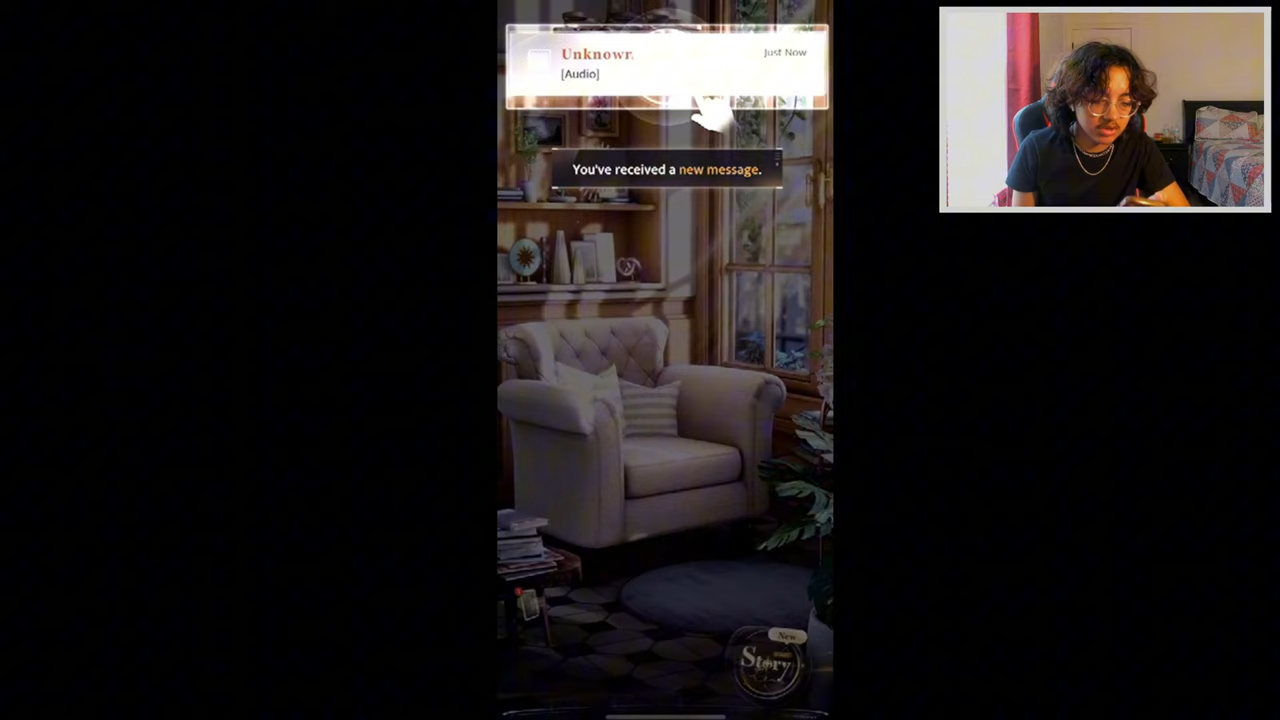 Unknown
Just Now
[Audio]
You've received a new message.
New
Story